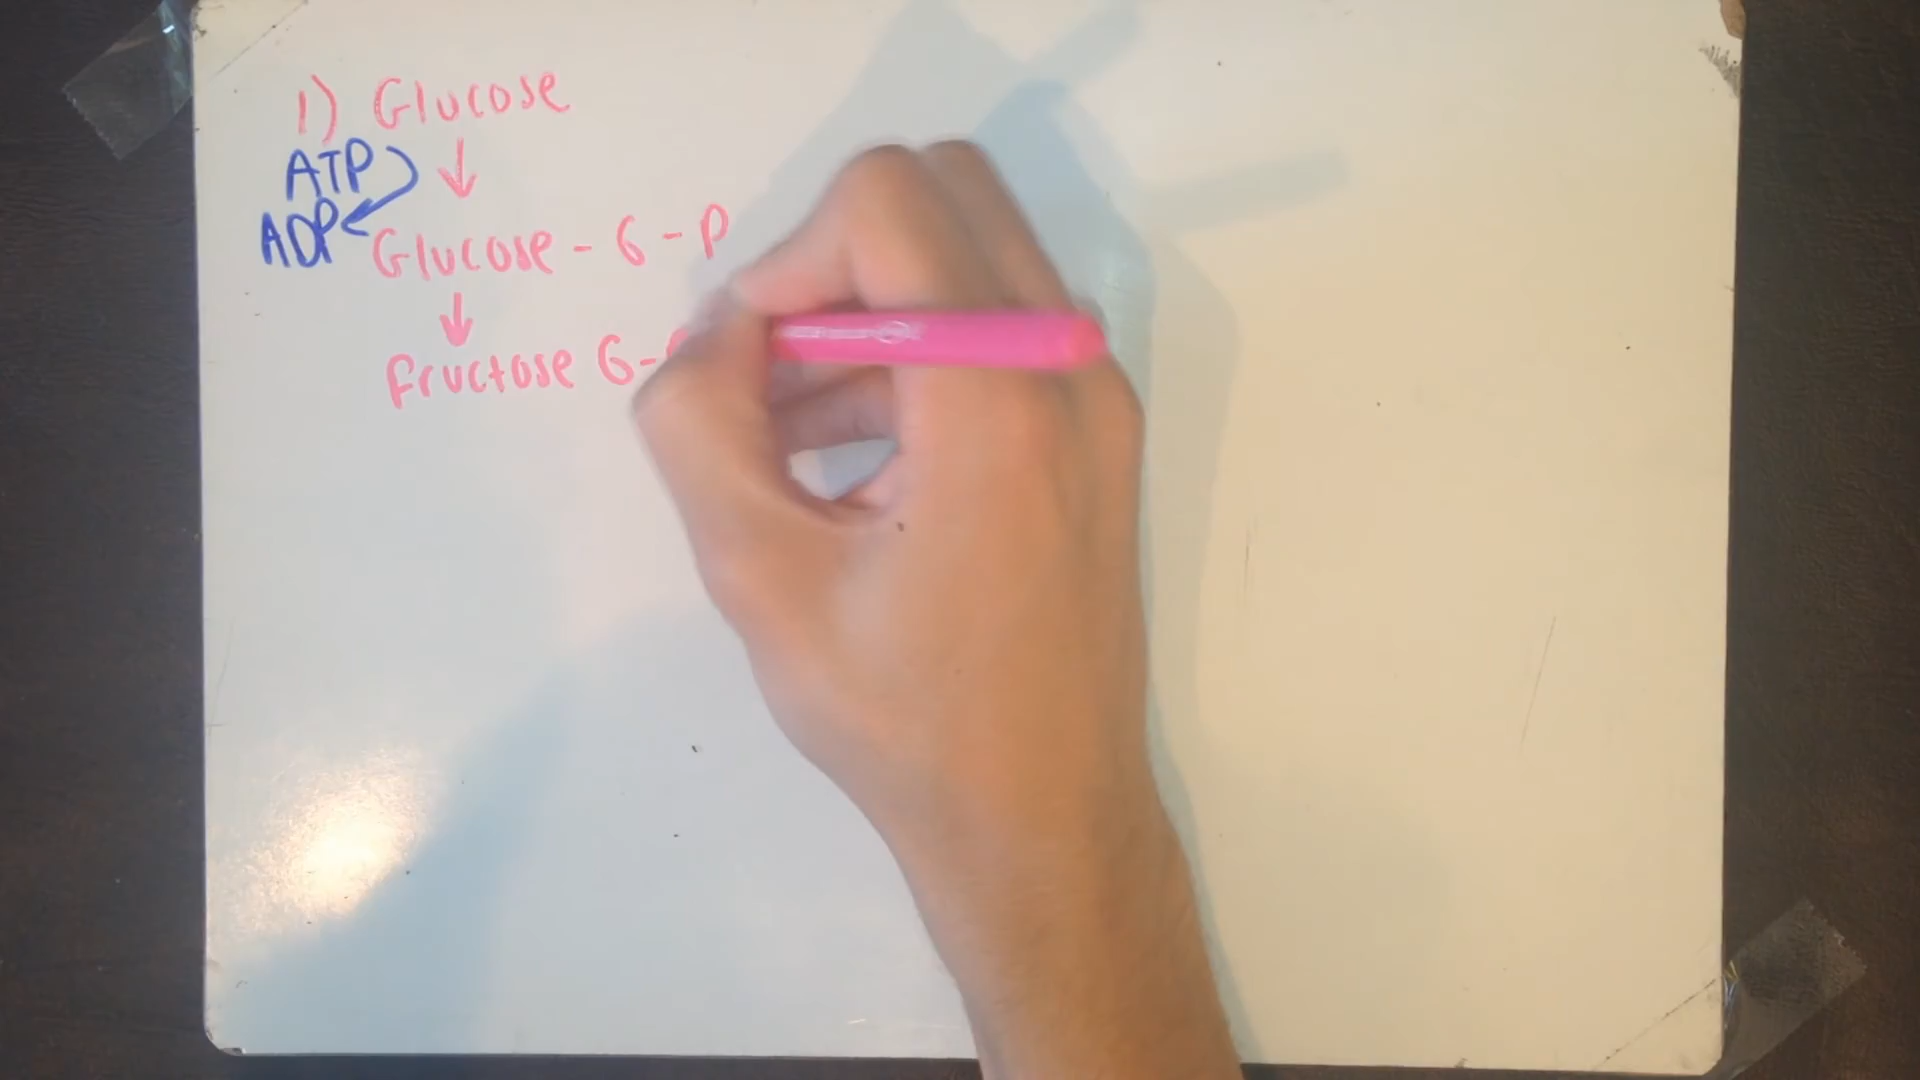 1) Glucose
ATP
ADP
Glucose - 6 - P
fructose 6-